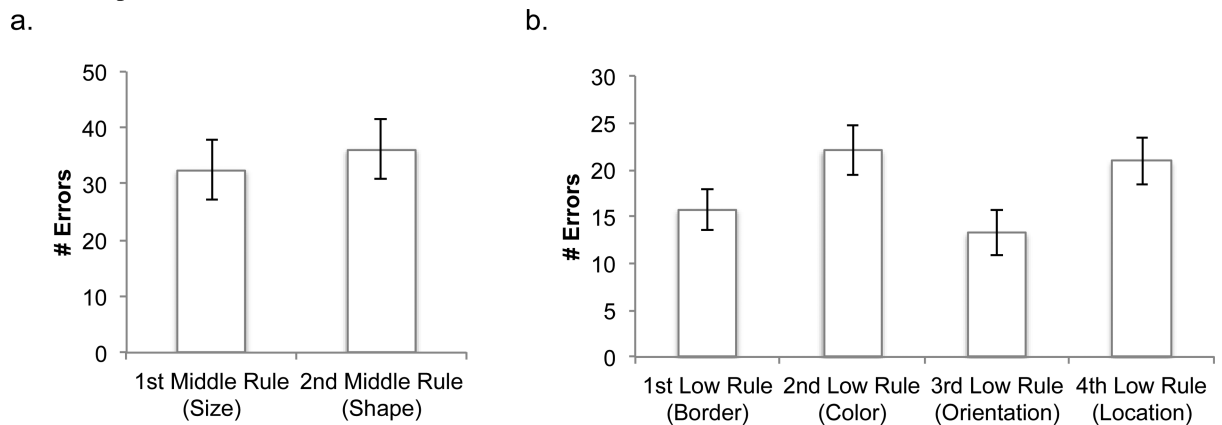 a.
50
40
30
20
10
0
# Errors
1st Middle Rule
(Size)
2nd Middle Rule
(Shape)
b.
30
25
20
15
10
5
0
# Errors
1st Low Rule
(Border)
2nd Low Rule
(Color)
3rd Low Rule
(Orientation)
4th Low Rule
(Location)